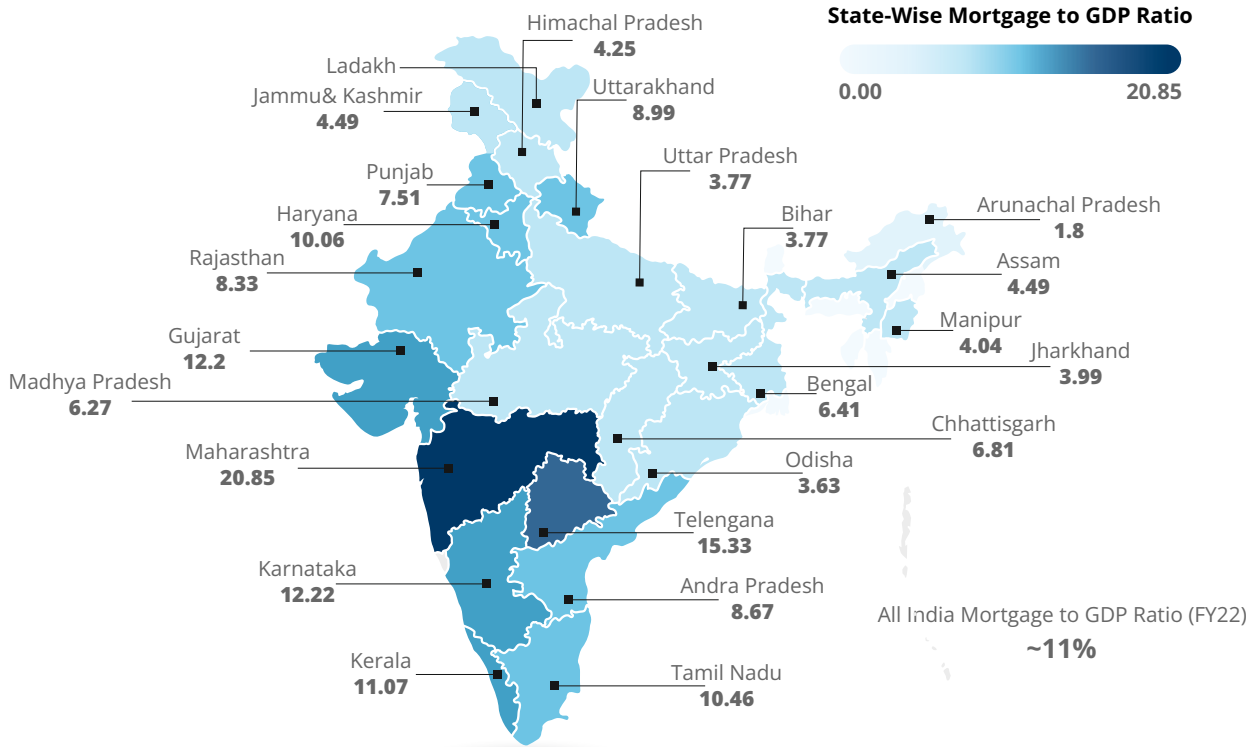 State-Wise Mortgage to GDP Ratio
0.00
20.85
Himachal Pradesh
4.25
Ladakh
Jammu& Kashmir
4.49
Uttarakhand
8.99
Uttar Pradesh
3.77
Punjab
7.51
Haryana
10.06
Rajasthan
8.33
Bihar
3.77
Arunachal Pradesh
1.8
Assam
4.49
Manipur
4.04
Jharkhand
3.99
Gujarat
12.2
Madhya Pradesh
6.27
Bengal
6.41
Chhattisgarh
6.81
Maharashtra
20.85
Odisha
3.63
Telengana
15.33
Karnataka
12.22
Andra Pradesh
8.67
All India Mortgage to GDP Ratio (FY22)
~11%
Kerala
11.07
Tamil Nadu
10.46